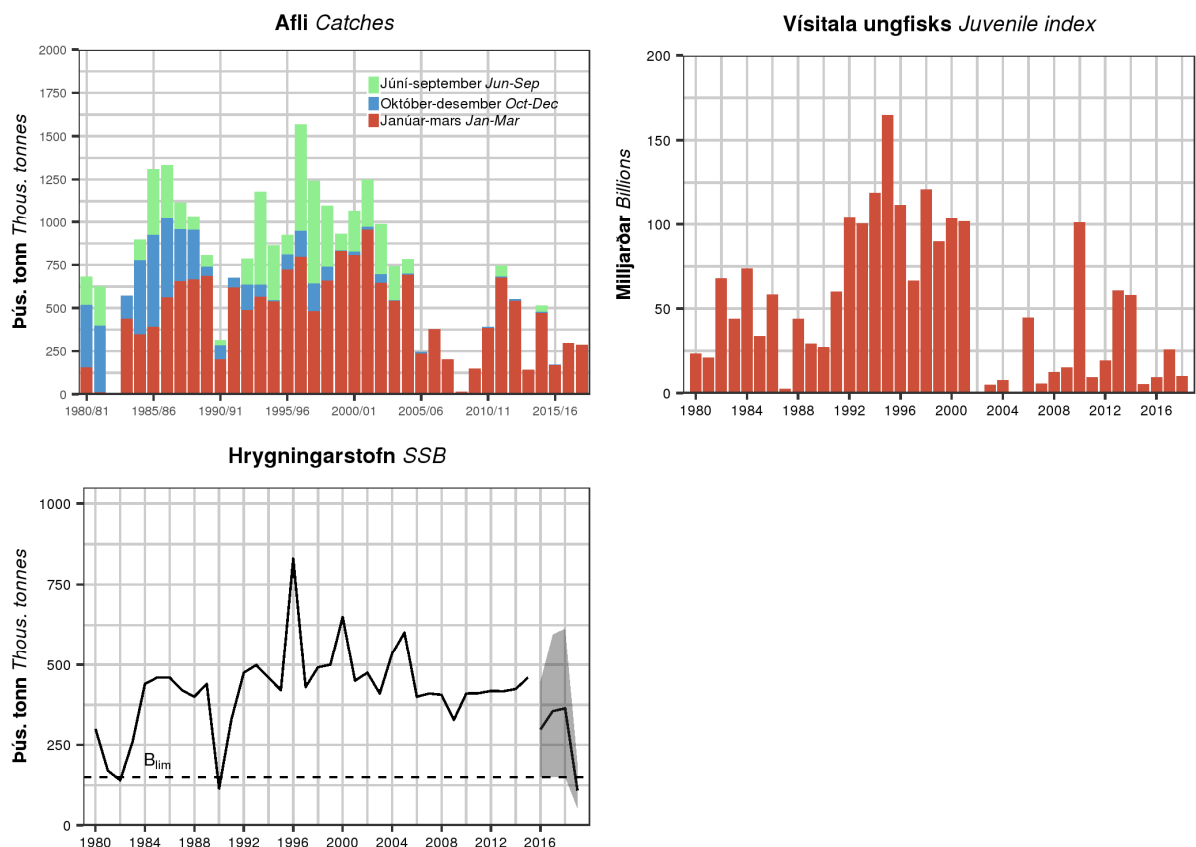 Afli Catches
Þús. tonn Thous. tonnes
2000
1750
1500
1250
1000
750
500
250
0
Júní-september Jun-Sep
Október-desember Oct-Dec
Janúar-mars Jan-Mar
1980/81 1985/86 1990/91 1995/96 2000/01 2005/06 2010/11 2015/16
Vísitala ungfisks Juvenile index
Milljarðar Billions
200
150
100
50
0
1980 1984 1988 1992 1996 2000 2004 2008 2012 2016
Hrygningarstofn SSB
Þús. tonn Thous. tonnes
1000
750
500
250
0
Blim
1980 1984 1988 1992 1996 2000 2004 2008 2012 2016